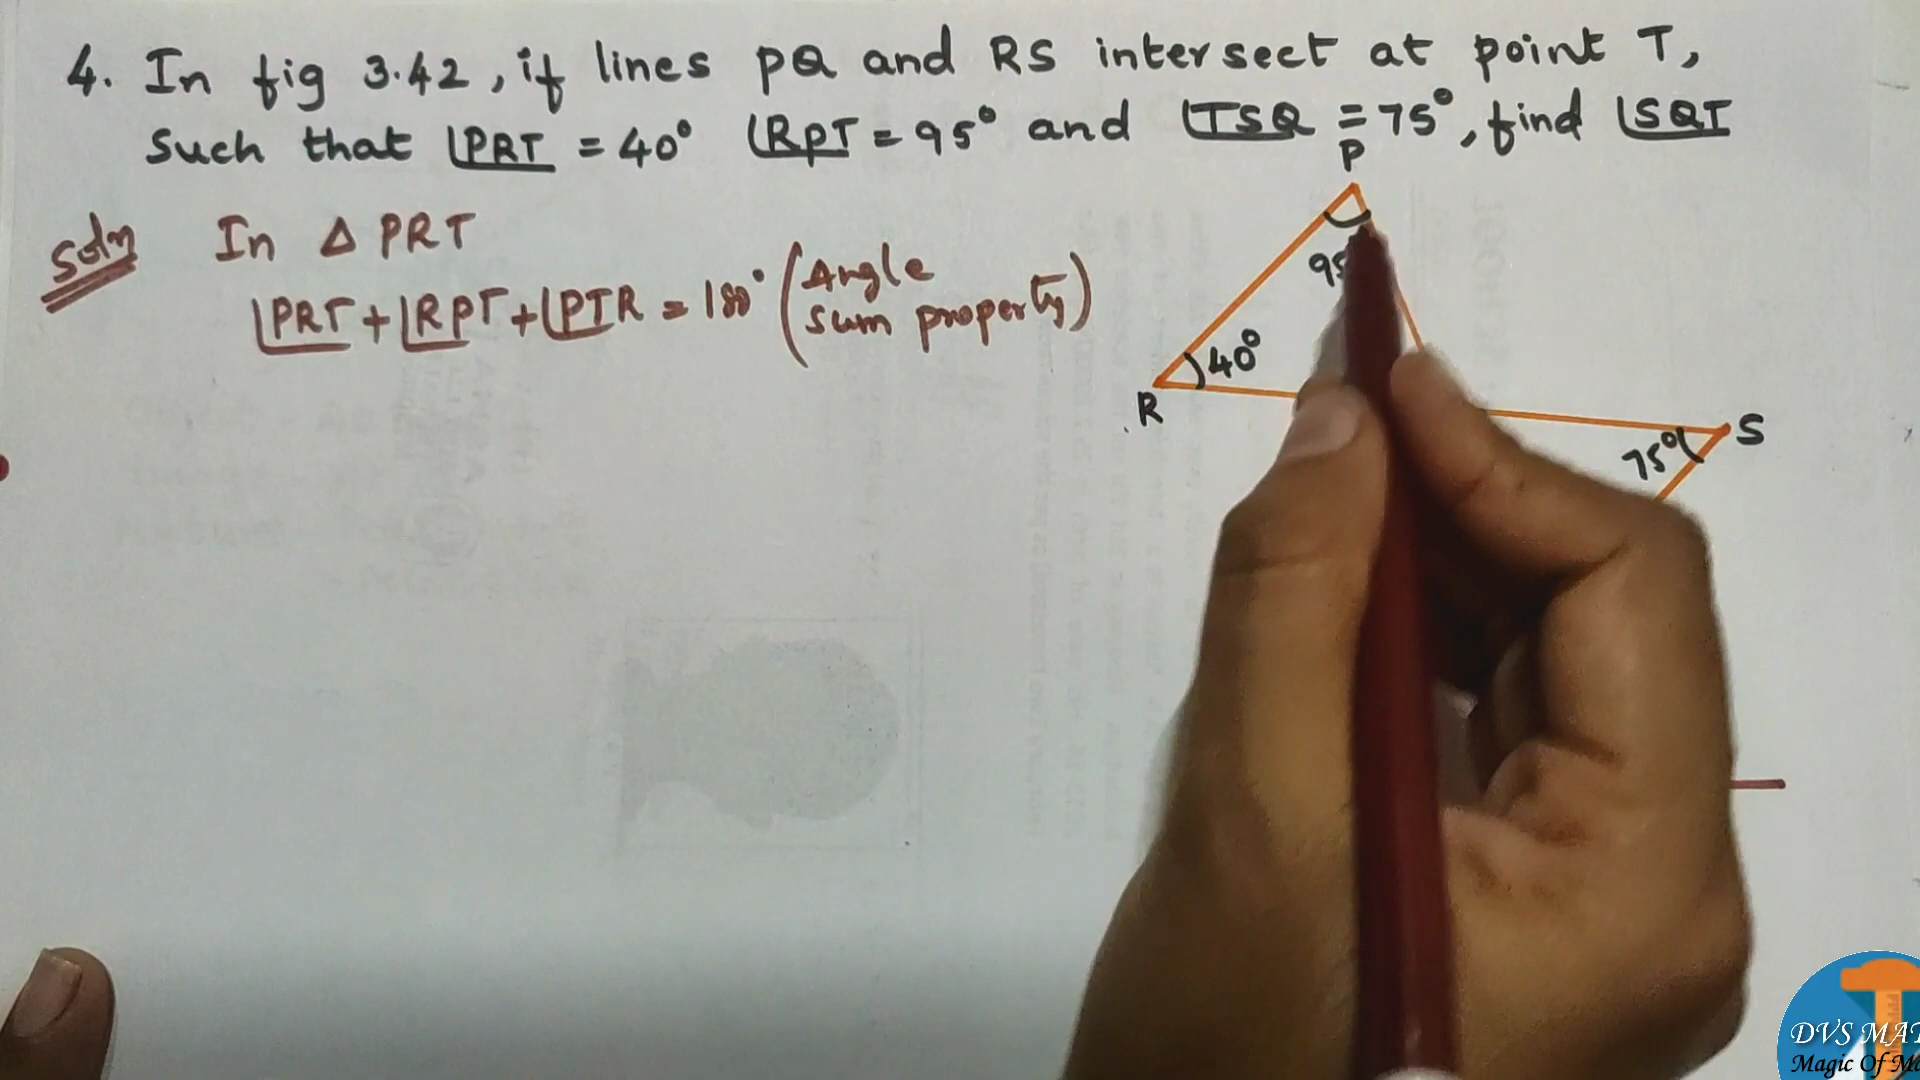 4. In fig 3.42, if lines PQ and RS intersect at point T,
Such that ∠PRT = 40° ∠RPT = 95° and ∠TSQ = 75°, find ∠SQT
Soln In Δ PRT
∠PRT + ∠RPT + ∠PTR = 180° (Angle
Sum property)
P
95
40°
R
S
75°
DVS MA
Magic Of M